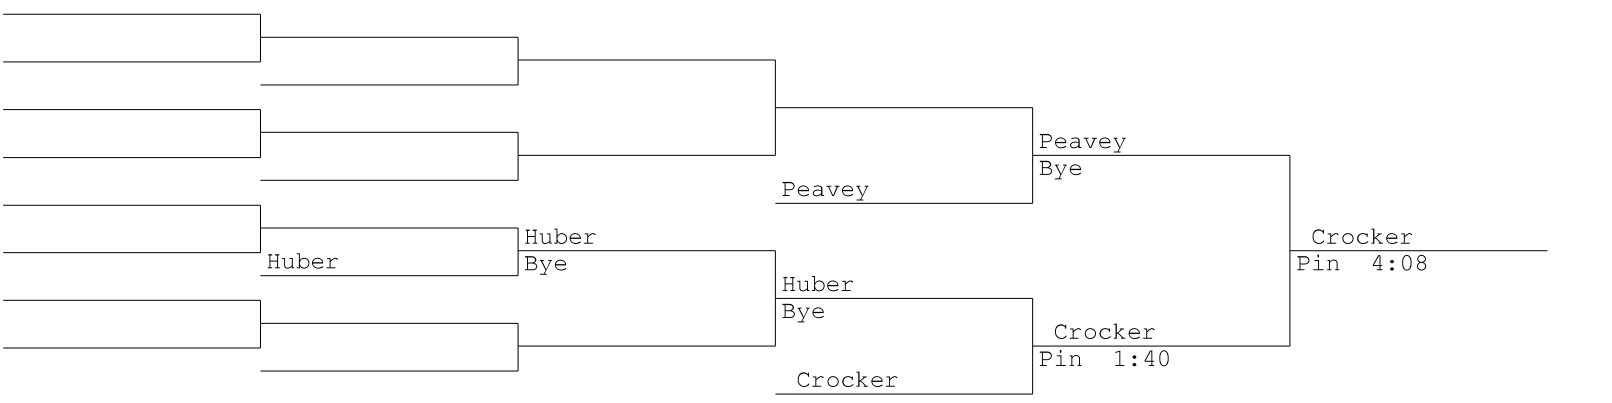 Peavey
Bye
Peavey
Huber
Bye
Huber
Crocker
Pin 4:08
Huber
Bye
Crocker
Pin 1:40
Crocker